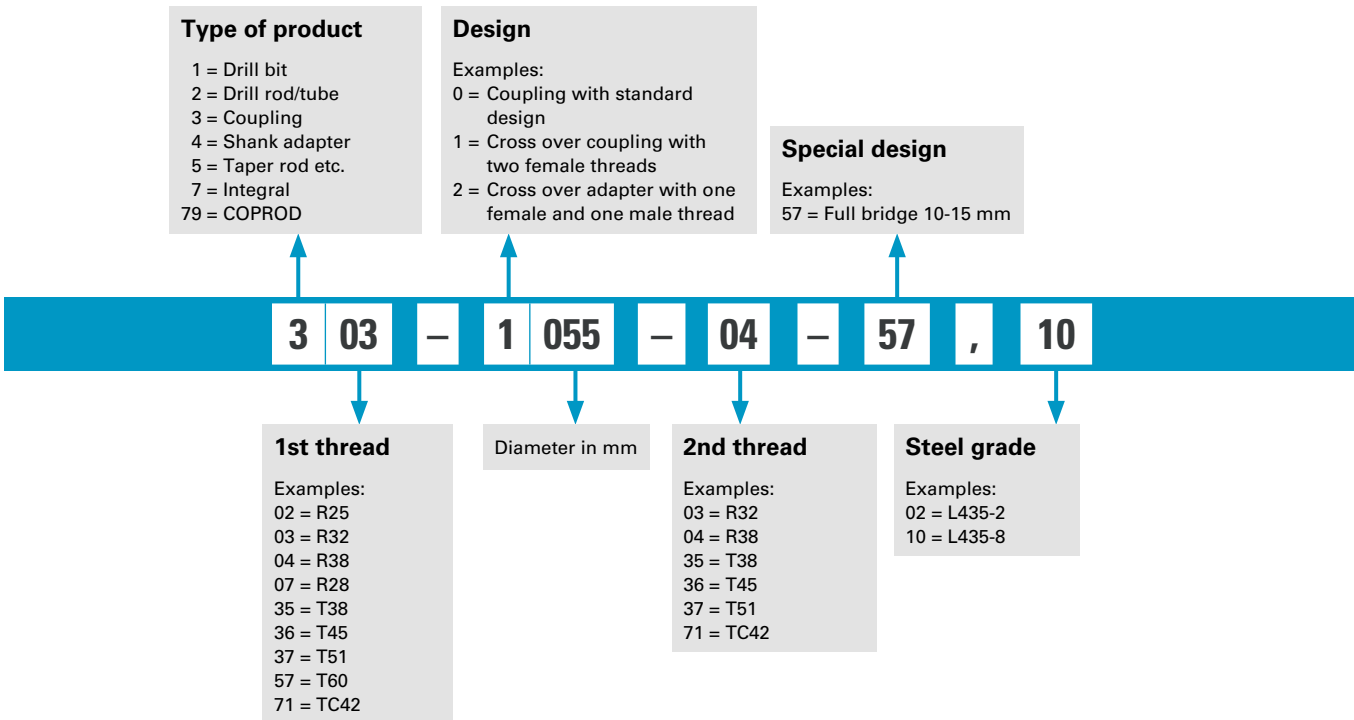 Type of product
1 = Drill bit
2 = Drill rod/tube
3 = Coupling
4 = Shank adapter
5 = Taper rod etc.
7 = Integral
79 = COPROD
Design
Examples:
0 = Coupling with standard
design
1 = Cross over coupling with
two female threads
2 = Cross over adapter with one
female and one male thread
Special design
Examples:
57 = Full bridge 10-15 mm
3 03 – 1 055 – 04 – 57 , 10
1st thread
Examples:
02 = R25
03 = R32
04 = R38
07 = R28
35 = T38
36 = T45
37 = T51
57 = T60
71 = TC42
Diameter in mm
2nd thread
Examples:
03 = R32
04 = R38
35 = T38
36 = T45
37 = T51
71 = TC42
Steel grade
Examples:
02 = L435-2
10 = L435-8